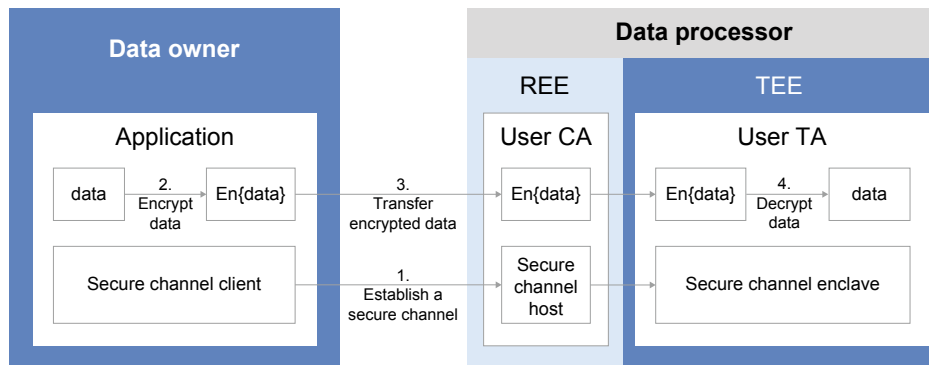 Data owner
Data processor
REE
TEE
Application
User CA
User TA
data
2.
Encrypt
data
En{data}
3.
Transfer
encrypted data
En{data}
En{data}
4.
Decrypt
data
data
Secure channel client
1.
Establish a
secure channel
Secure
channel
host
Secure channel enclave